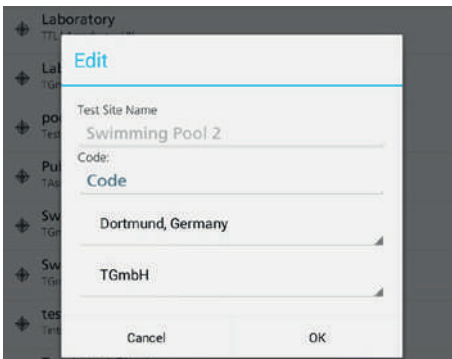 Laboratory
Edit
Test Site Name
Swimming Pool 2
Code:
Code
Dortmund, Germany
TGmbH
Cancel
OK